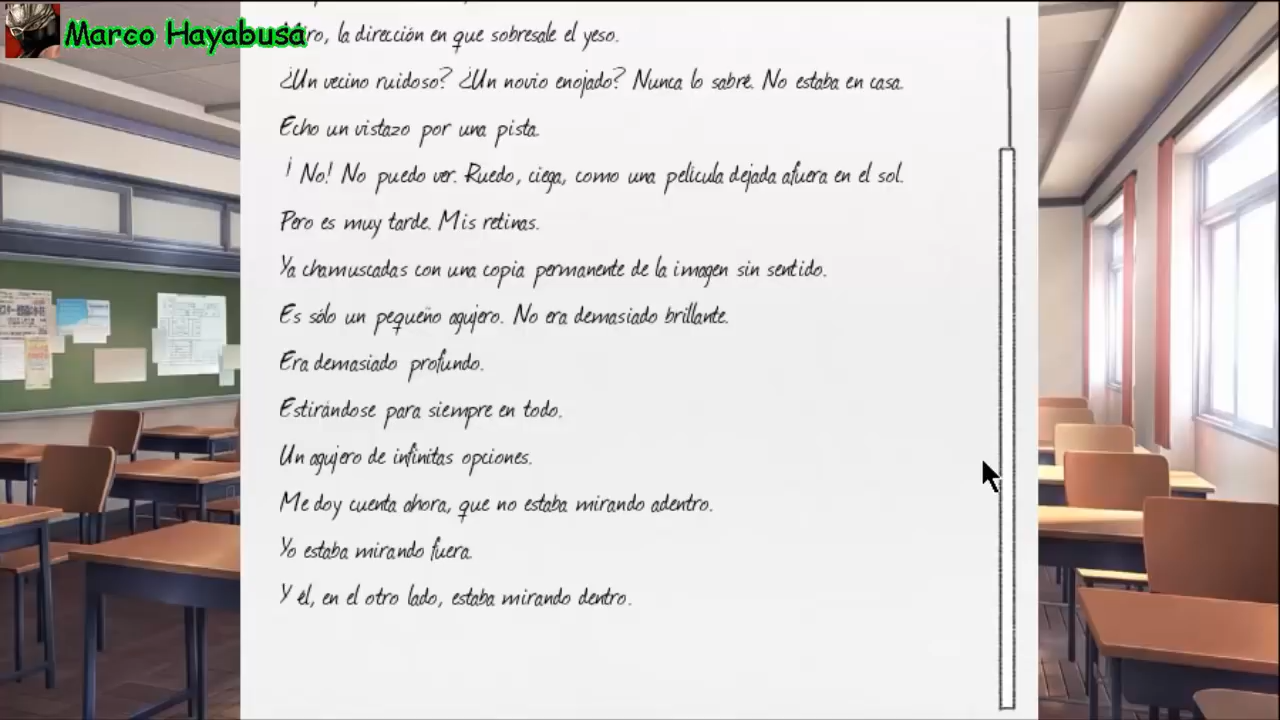 Marco Hayabusa
ro, la dirección en que sobresale el yeso.
¿Un vecino ruidoso? ¿Un novio enojado? Nunca lo sabré. No estaba en casa.
Echo un vistazo por una pista.
¡ No! No puedo ver. Ruedo, ciega, como una película dejada afuera en el sol.
Pero es muy tarde. Mis retinas.
Ya chamuscadas con una copia permanente de la imagen sin sentido.
Es sólo un pequeño agujero. No era demasiado brillante.
Era demasiado profundo.
Estirándose para siempre en todo.
Un agujero de infinitas opciones.
Me doy cuenta ahora, que no estaba mirando adentro.
Yo estaba mirando fuera.
Y él, en el otro lado, estaba mirando dentro.